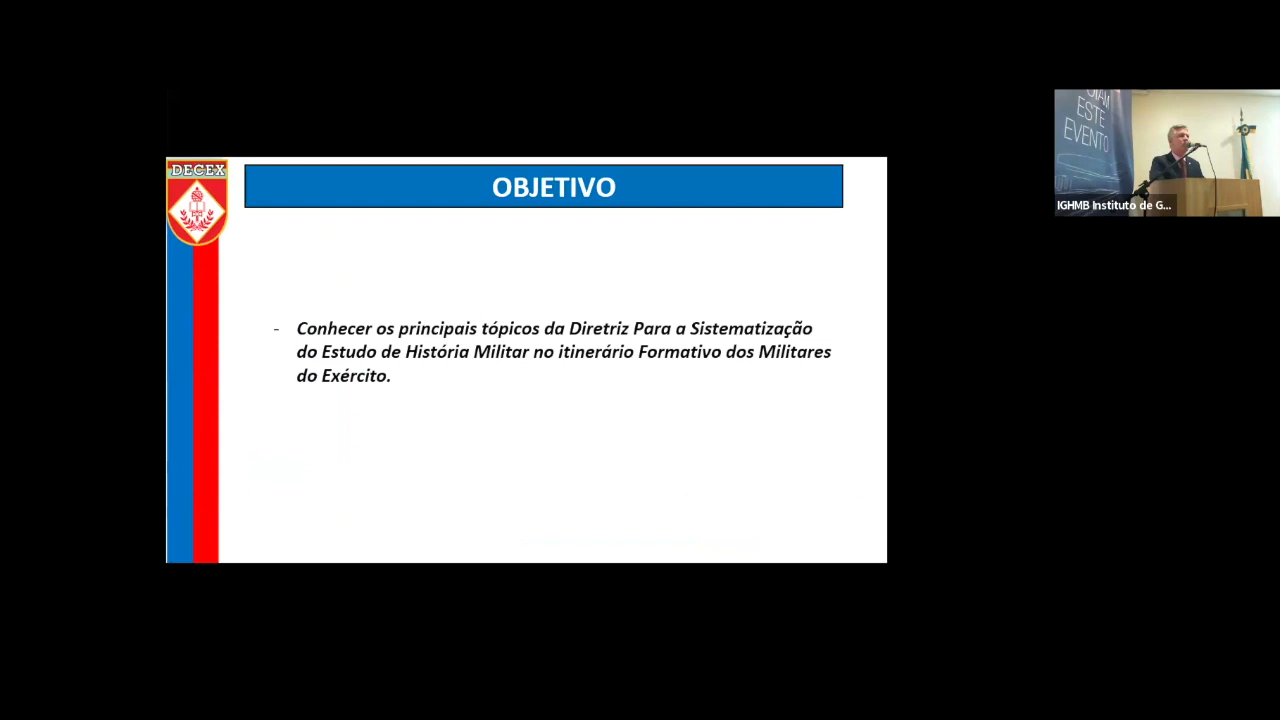 DECEX
OBJETIVO
- Conhecer os principais tópicos da Diretriz Para a Sistematização
do Estudo de História Militar no itinerário Formativo dos Militares
do Exército.
ESTE
EVENTO
IGHMB Instituto de G...